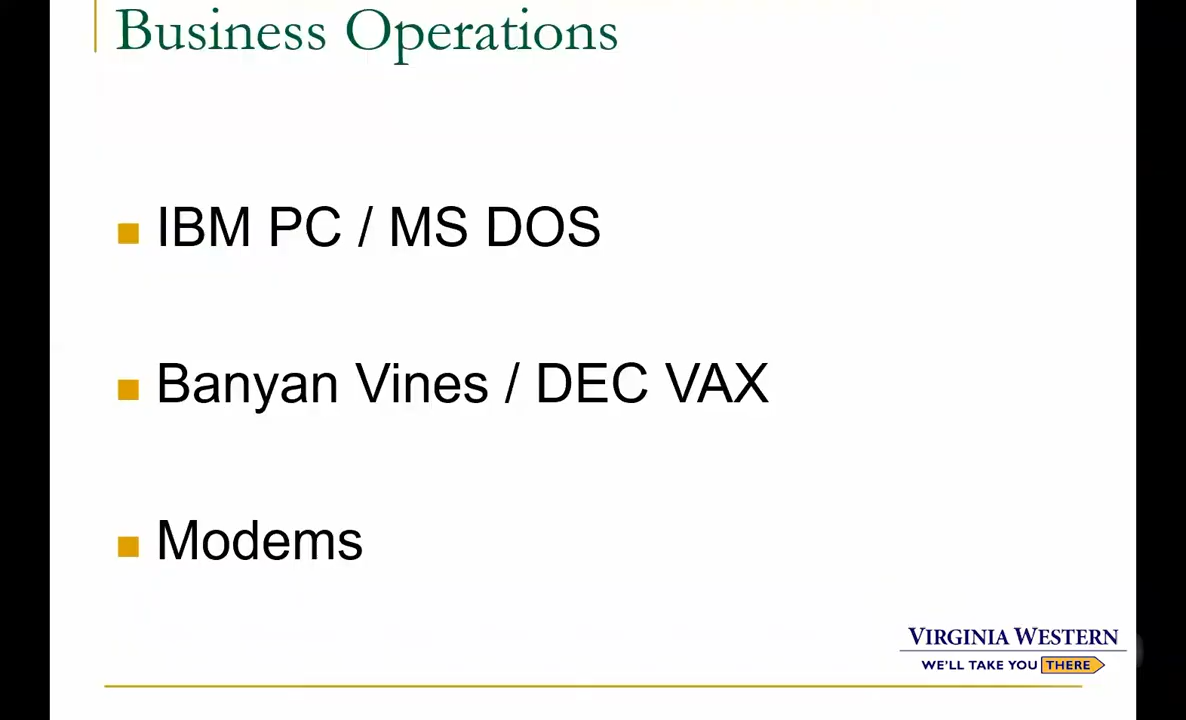 Business Operations
IBM PC / MS DOS
Banyan Vines / DEC VAX
Modems
VIRGINIA WESTERN
WE'LL TAKE YOU THERE